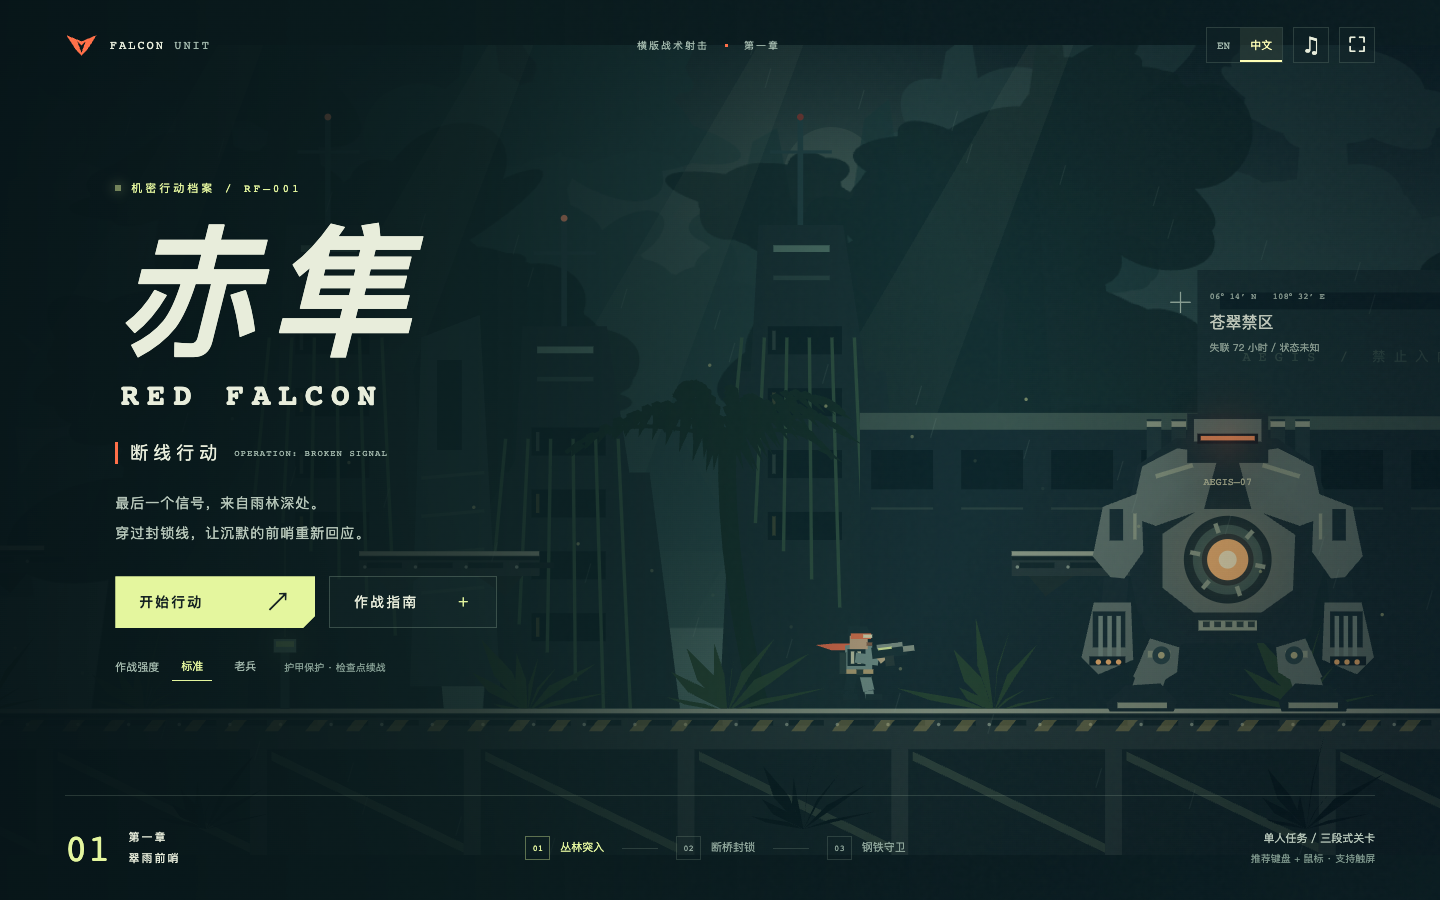 FALCON UNIT
横版战术射击 · 第一章
EN 中文
机密行动档案 / RF—001
赤隼
RED FALCON
断线行动 OPERATION: BROKEN SIGNAL
最后一个信号，来自雨林深处。
穿过封锁线，让沉默的前哨重新回应。
开始行动
作战指南 +
作战强度 标准 老兵 护甲保护 · 检查点续战
06° 14′ N 108° 32′ E
苍翠禁区
失联 72 小时 / 状态未知
AEGIS / 禁止入
AEGIS—07
01 第一章
翠雨前哨
01 丛林突入 02 断桥封锁 03 钢铁守卫
单人任务 / 三段式关卡
推荐键盘 + 鼠标 · 支持触屏